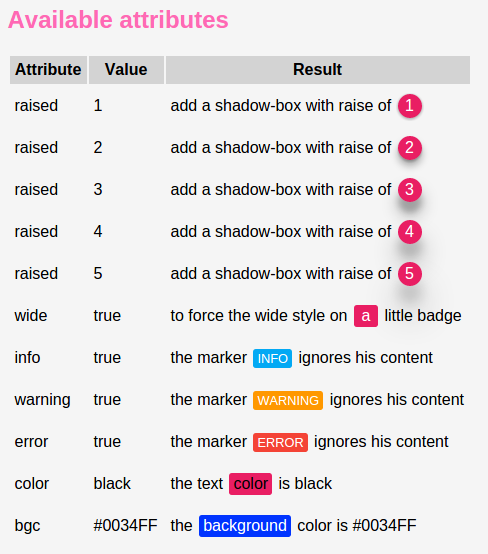 Available attributes
Attribute Value Result
raised 1 add a shadow-box with raise of 1
raised 2 add a shadow-box with raise of 2
raised 3 add a shadow-box with raise of 3
raised 4 add a shadow-box with raise of 4
raised 5 add a shadow-box with raise of 5
wide true to force the wide style on a little badge
info true the marker INFO ignores his content
warning true the marker WARNING ignores his content
error true the marker ERROR ignores his content
color black the text color is black
bgc #0034FF the background color is #0034FF